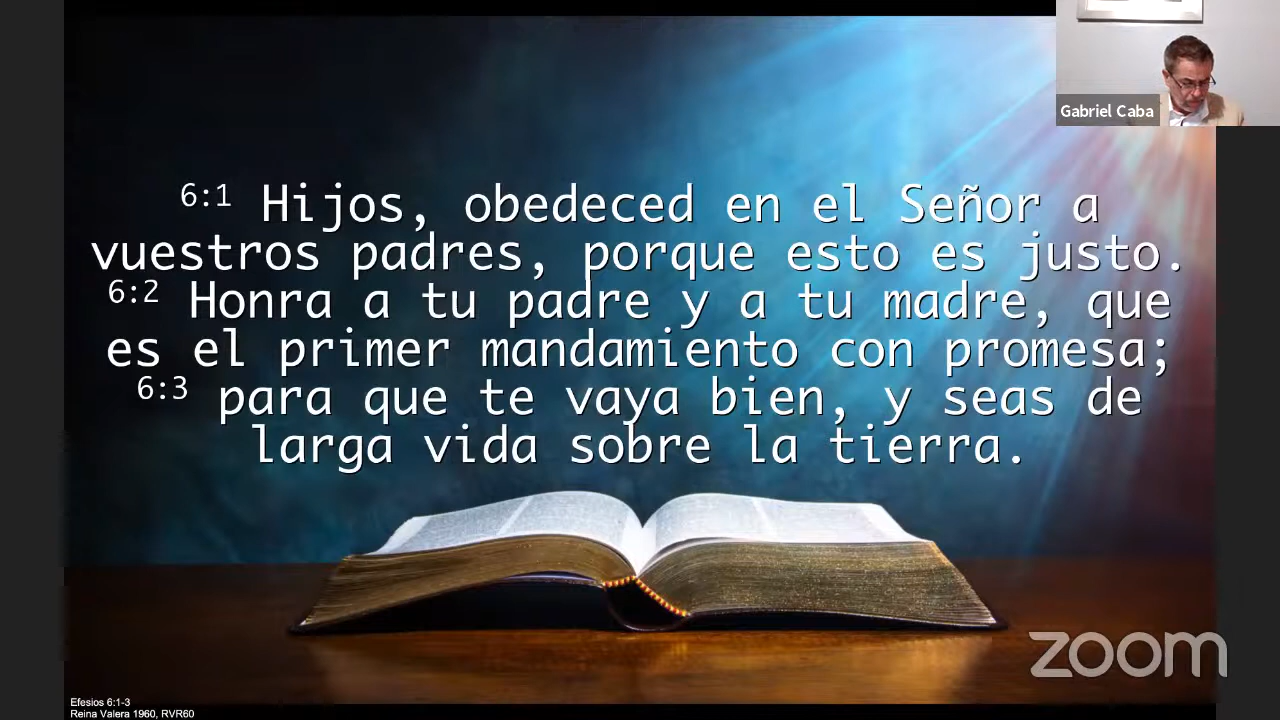 Gabriel Caba
6:1 Hijos, obedeced en el Señor a
vuestros padres, porque esto es justo.
6:2 Honra a tu padre y a tu madre, que
es el primer mandamiento con promesa;
6:3 para que te vaya bien, y seas de
larga vida sobre la tierra.
zoom
Efesios 6:1-3
Reina Valera 1960, RVR60